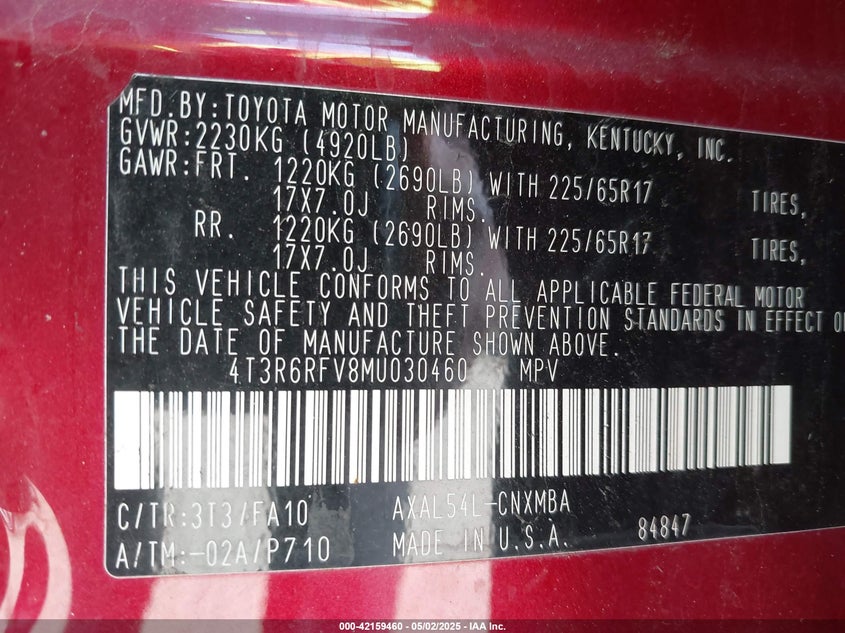 MFD.BY:TOYOTA MOTOR MANUFACTURING, KENTUCKY, INC.
GVWR:2230KG (4920LB)
GAWR:FRT. 1220KG (2690LB) WITH 225/65R17 TIRES,
17X7.0J RIMS.
RR. 1220KG (2690LB) WITH 225/65R17 TIRES,
17X7.0J RIMS.
THIS VEHICLE CONFORMS TO ALL APPLICABLE FEDERAL MOTOR
VEHICLE SAFETY AND THEFT PREVENTION STANDARDS IN EFFECT
THE DATE OF MANUFACTURE SHOWN ABOVE.
4T3R6RFV8MU030460 MPV
C/TR:3T3/FA10 AXAL54L-CNXMBA
A/TM:-02A/P710 MADE IN U.S.A. 84847
000-42159460 - 05/02/2025 - IAA Inc.